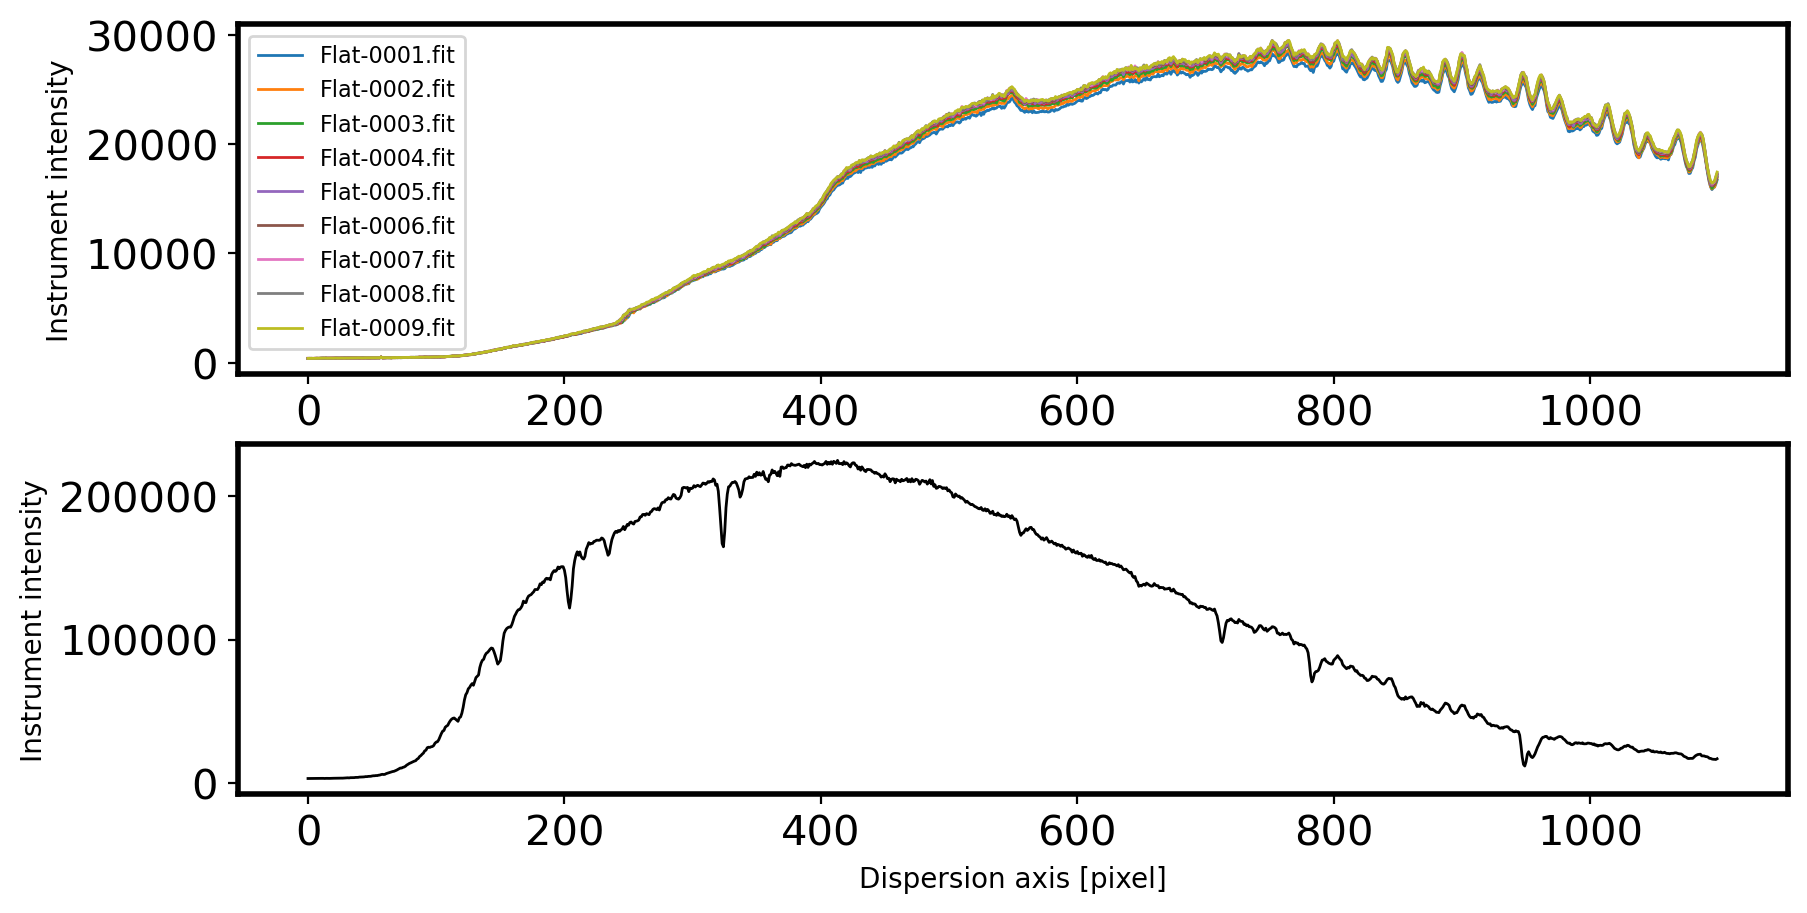 Instrument intensity
30000
20000
10000
0
Flat-0001.fit
Flat-0002.fit
Flat-0003.fit
Flat-0004.fit
Flat-0005.fit
Flat-0006.fit
Flat-0007.fit
Flat-0008.fit
Flat-0009.fit
0 200 400 600 800 1000
Instrument intensity
200000
100000
0
0 200 400 600 800 1000
Dispersion axis [pixel]